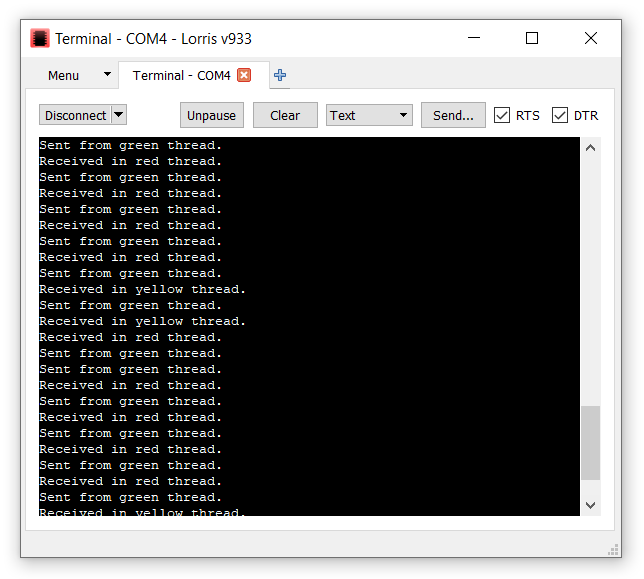 Terminal - COM4 - Lorris v933
Menu Terminal - COM4
Disconnect Unpause Clear Text Send... RTS DTR
Sent from green thread.
Received in red thread.
Sent from green thread.
Received in red thread.
Sent from green thread.
Received in red thread.
Sent from green thread.
Received in red thread.
Sent from green thread.
Received in yellow thread.
Sent from green thread.
Received in yellow thread.
Received in red thread.
Sent from green thread.
Sent from green thread.
Received in red thread.
Sent from green thread.
Received in red thread.
Sent from green thread.
Received in red thread.
Sent from green thread.
Received in red thread.
Sent from green thread.
Received in yellow thread.